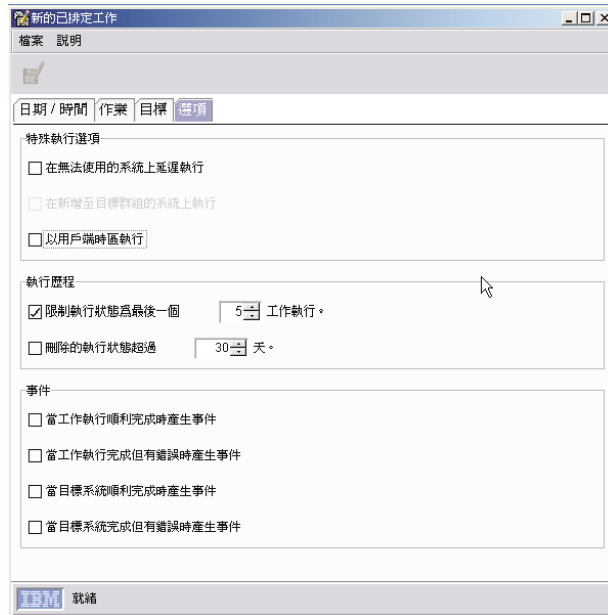 新的已排定工作
檔案 說明
日期 / 時間 作業 目標 選項
特殊執行選項
在無法使用的系統上延遲執行
在新增至目標群組的系統上執行
以用戶端時區執行
執行歷程
限制執行狀態為最後一個 5 工作執行。
刪除的執行狀態超過 30 天。
事件
當工作執行順利完成時產生事件
當工作執行完成但有錯誤時產生事件
當目標系統順利完成時產生事件
當目標系統完成但有錯誤時產生事件
IBM 就緒